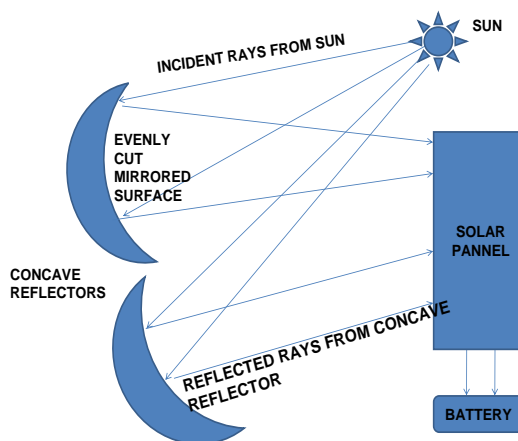 SUN
INCIDENT RAYS FROM SUN
EVENLY
CUT
MIRRORED
SURFACE
SOLAR
PANNEL
CONCAVE
REFLECTORS
REFLECTED RAYS FROM CONCAVE
REFLECTOR
BATTERY